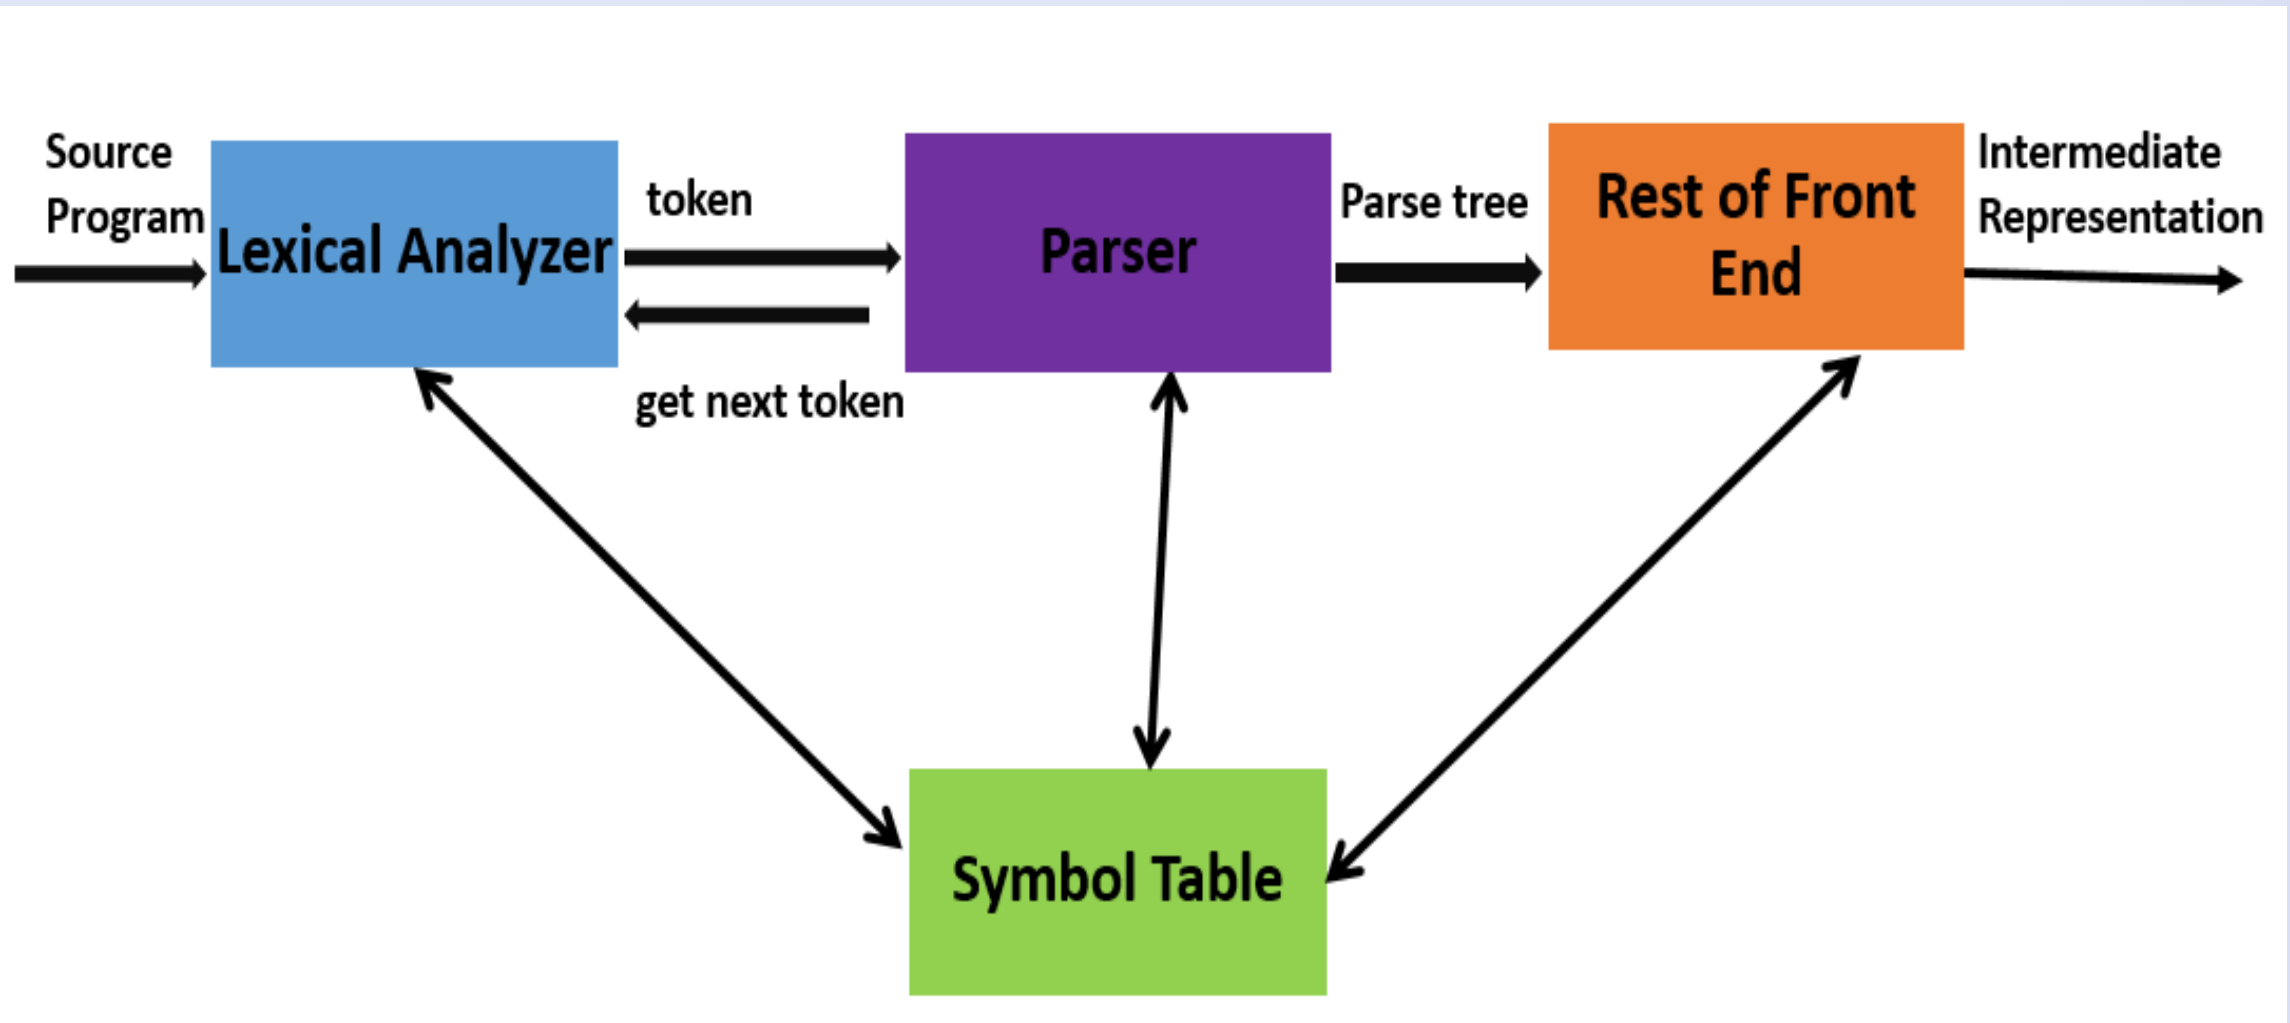 Source
Program
Lexical Analyzer
token
get next token
Parser
Parse tree
Rest of Front
End
Intermediate
Representation
Symbol Table